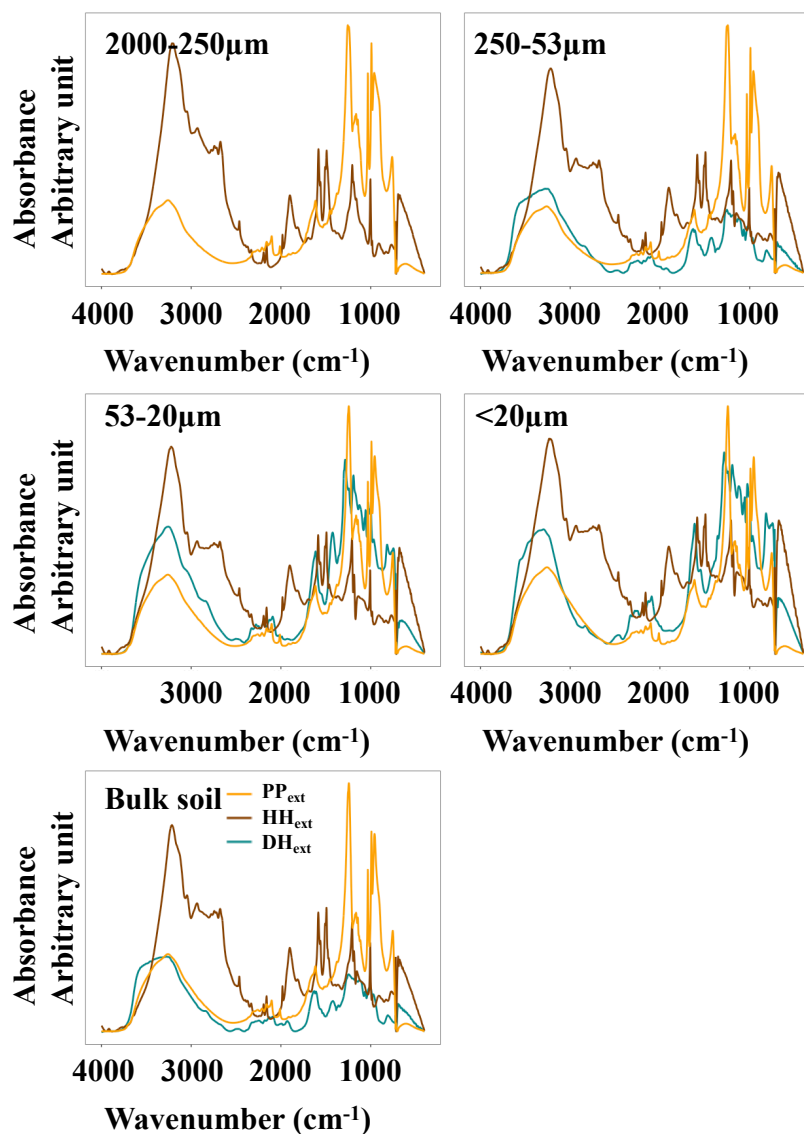 2000-250µm
Absorbance
Arbitrary unit
4000 3000 2000 1000
Wavenumber (cm⁻¹)
250-53µm
4000 3000 2000 1000
Wavenumber (cm⁻¹)
53-20µm
Absorbance
Arbitrary unit
3000 2000 1000
Wavenumber (cm⁻¹)
<20µm
4000 3000 2000 1000
Wavenumber (cm⁻¹)
Bulk soil
PPext
HHext
DHext
Absorbance
Arbitrary unit
4000 3000 2000 1000
Wavenumber (cm⁻¹)